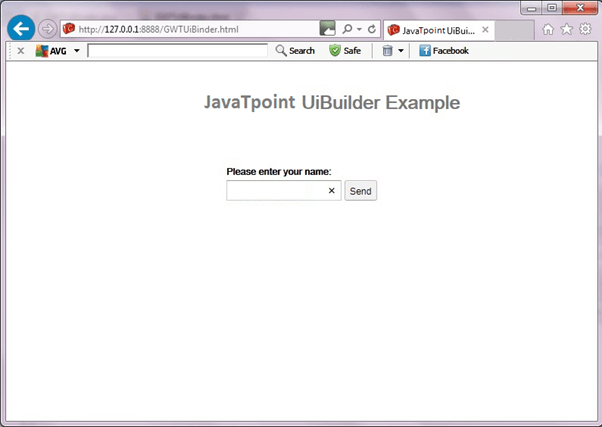 http://127.0.0.1:8888/GWTUiBinder.html
JavaTpoint UiBui...
AVG
Search
Safe
Facebook
JavaTpoint UiBuilder Example
Please enter your name:
Send